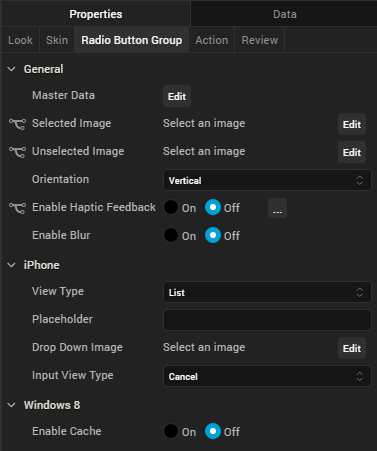 Properties Data
Look Skin Radio Button Group Action Review
General
Master Data Edit
Selected Image Select an image Edit
Unselected Image Select an image Edit
Orientation Vertical
Enable Haptic Feedback On Off ...
Enable Blur On Off
iPhone
View Type List
Placeholder
Drop Down Image Select an image Edit
Input View Type Cancel
Windows 8
Enable Cache On Off